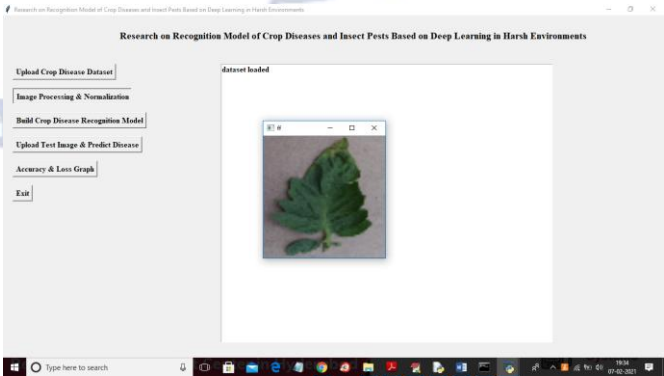 Research on Recognition Model of Crop Diseases and Insect Pests Based on Deep Learning in Harsh Environments
Research on Recognition Model of Crop Diseases and Insect Pests Based on Deep Learning in Harsh Environments
Upload Crop Disease Dataset
dataset loaded
Image Processing & Normalization
Build Crop Disease Recognition Model
ff
Upload Test Image & Predict Disease
Accuracy & Loss Graph
Exit
Type here to search
19:34
07-02-2021